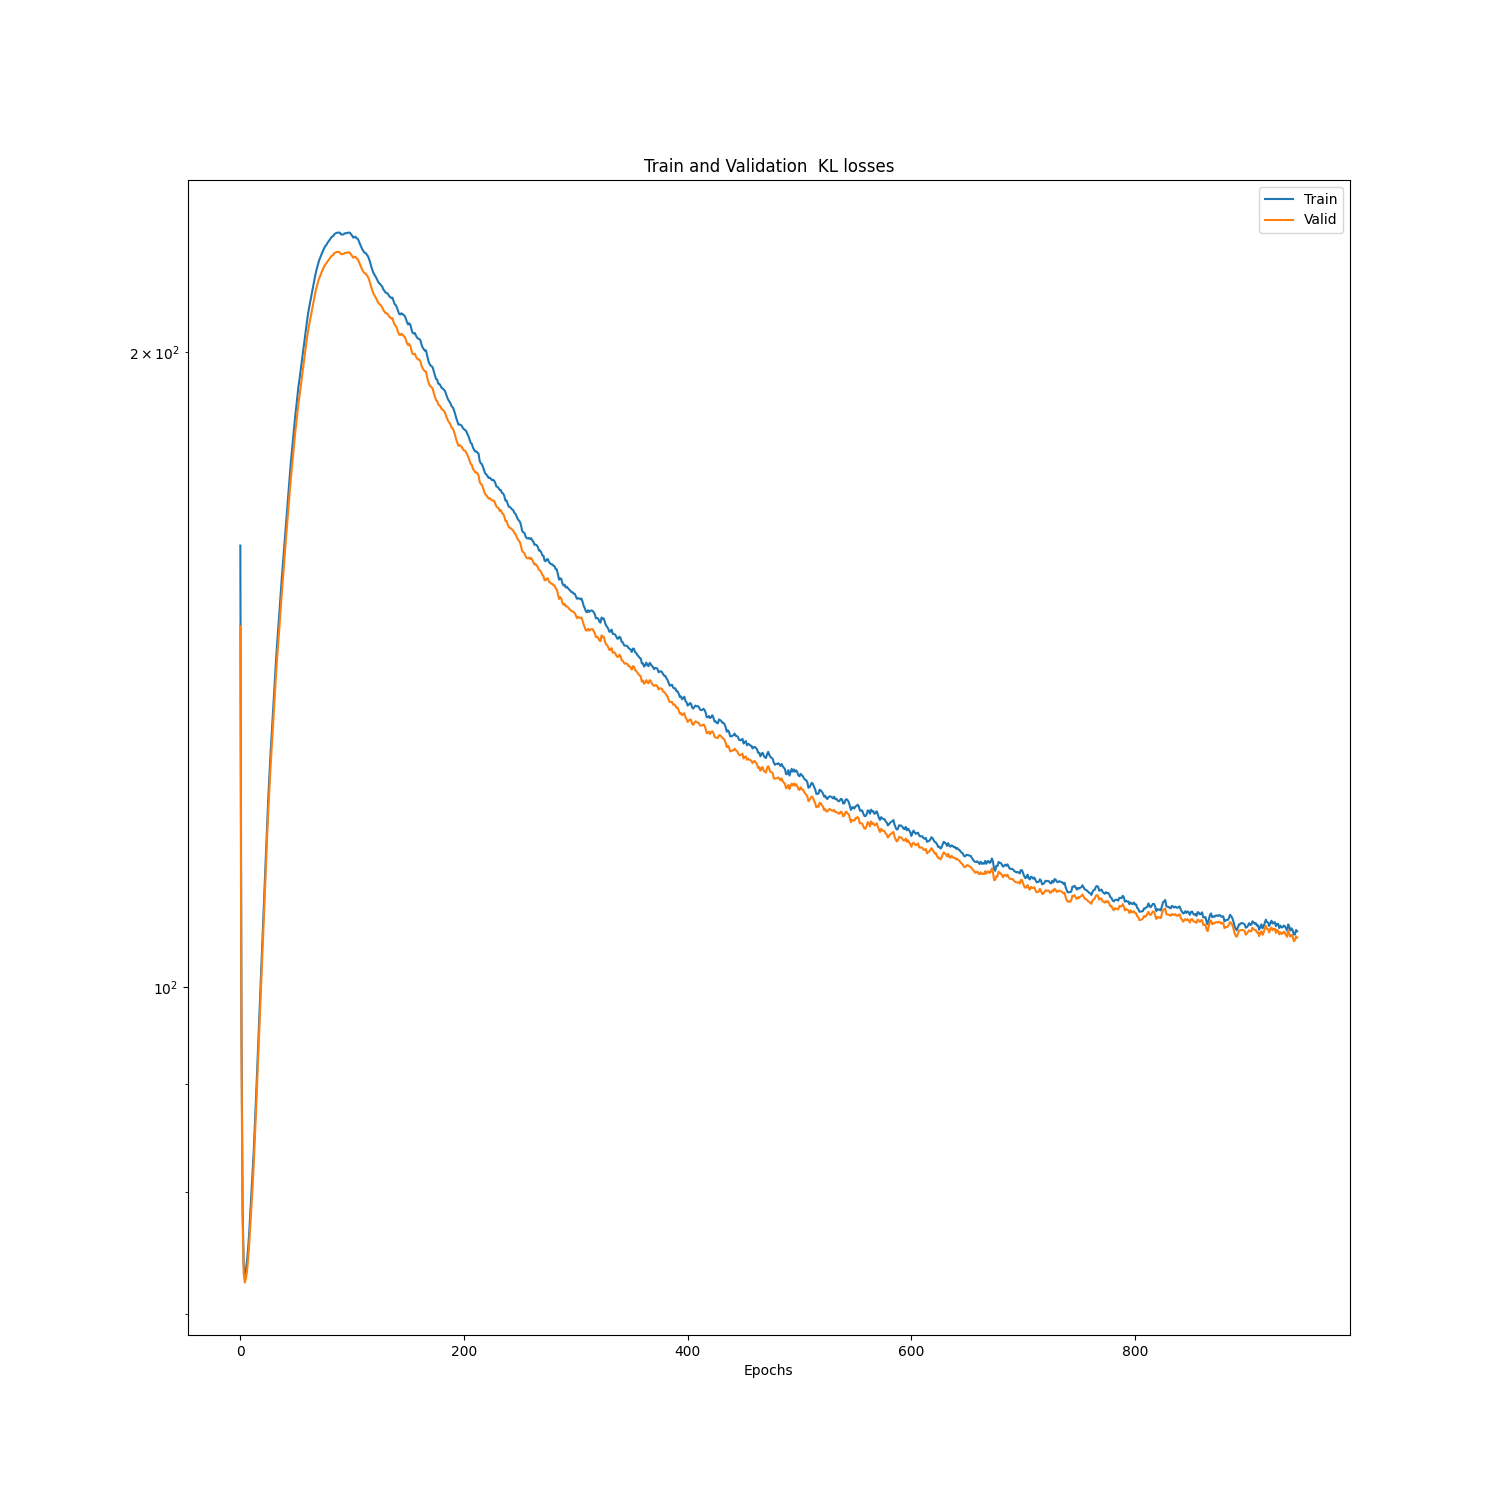 Train and Validation  KL losses
Train
Valid
2 × 10²
10²
0 200 400 600 800
Epochs